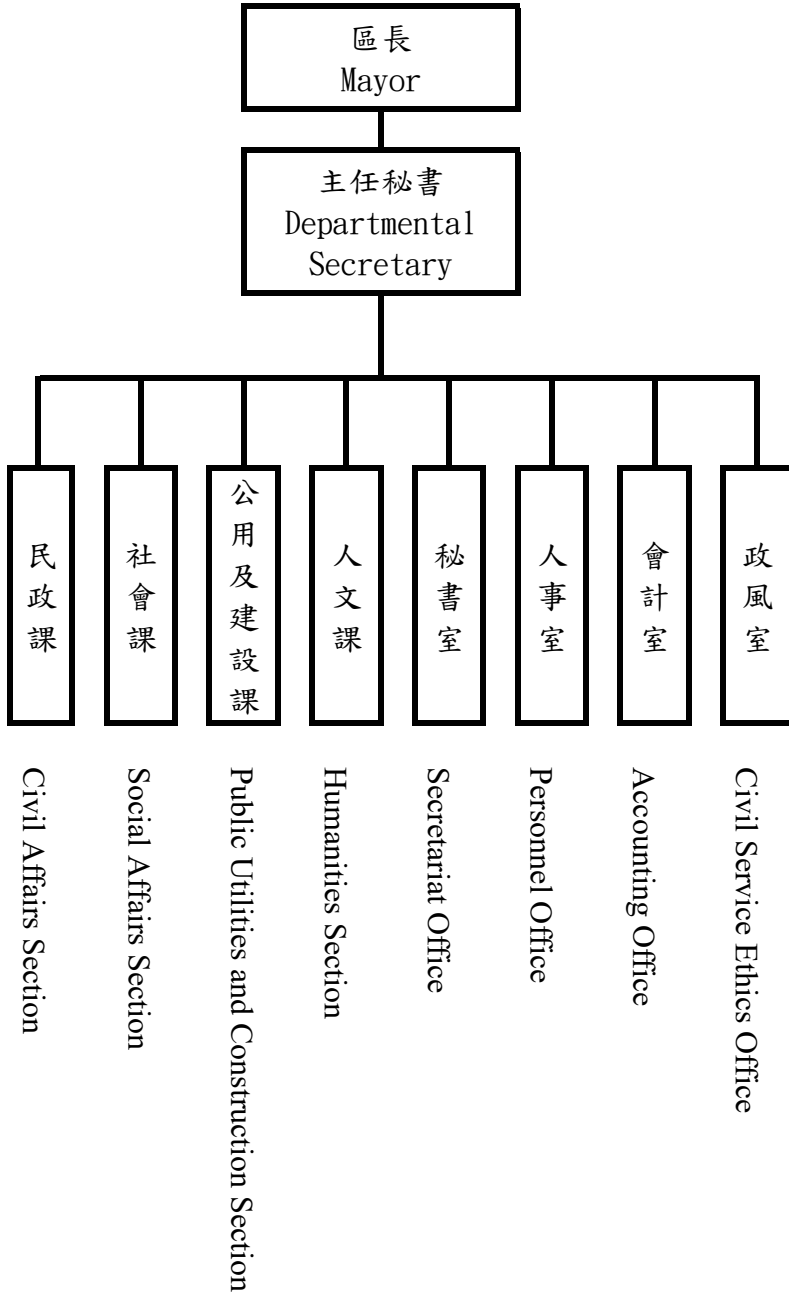 區長
Mayor
主任秘書
Departmental
Secretary
民政課
社會課
公用及建設課
人文課
秘書室
人事室
會計室
政風室
Civil Affairs Section
Social Affairs Section
Public Utilities and Construction Section
Humanities Section
Secretariat Office
Personnel Office
Accounting Office
Civil Service Ethics Office